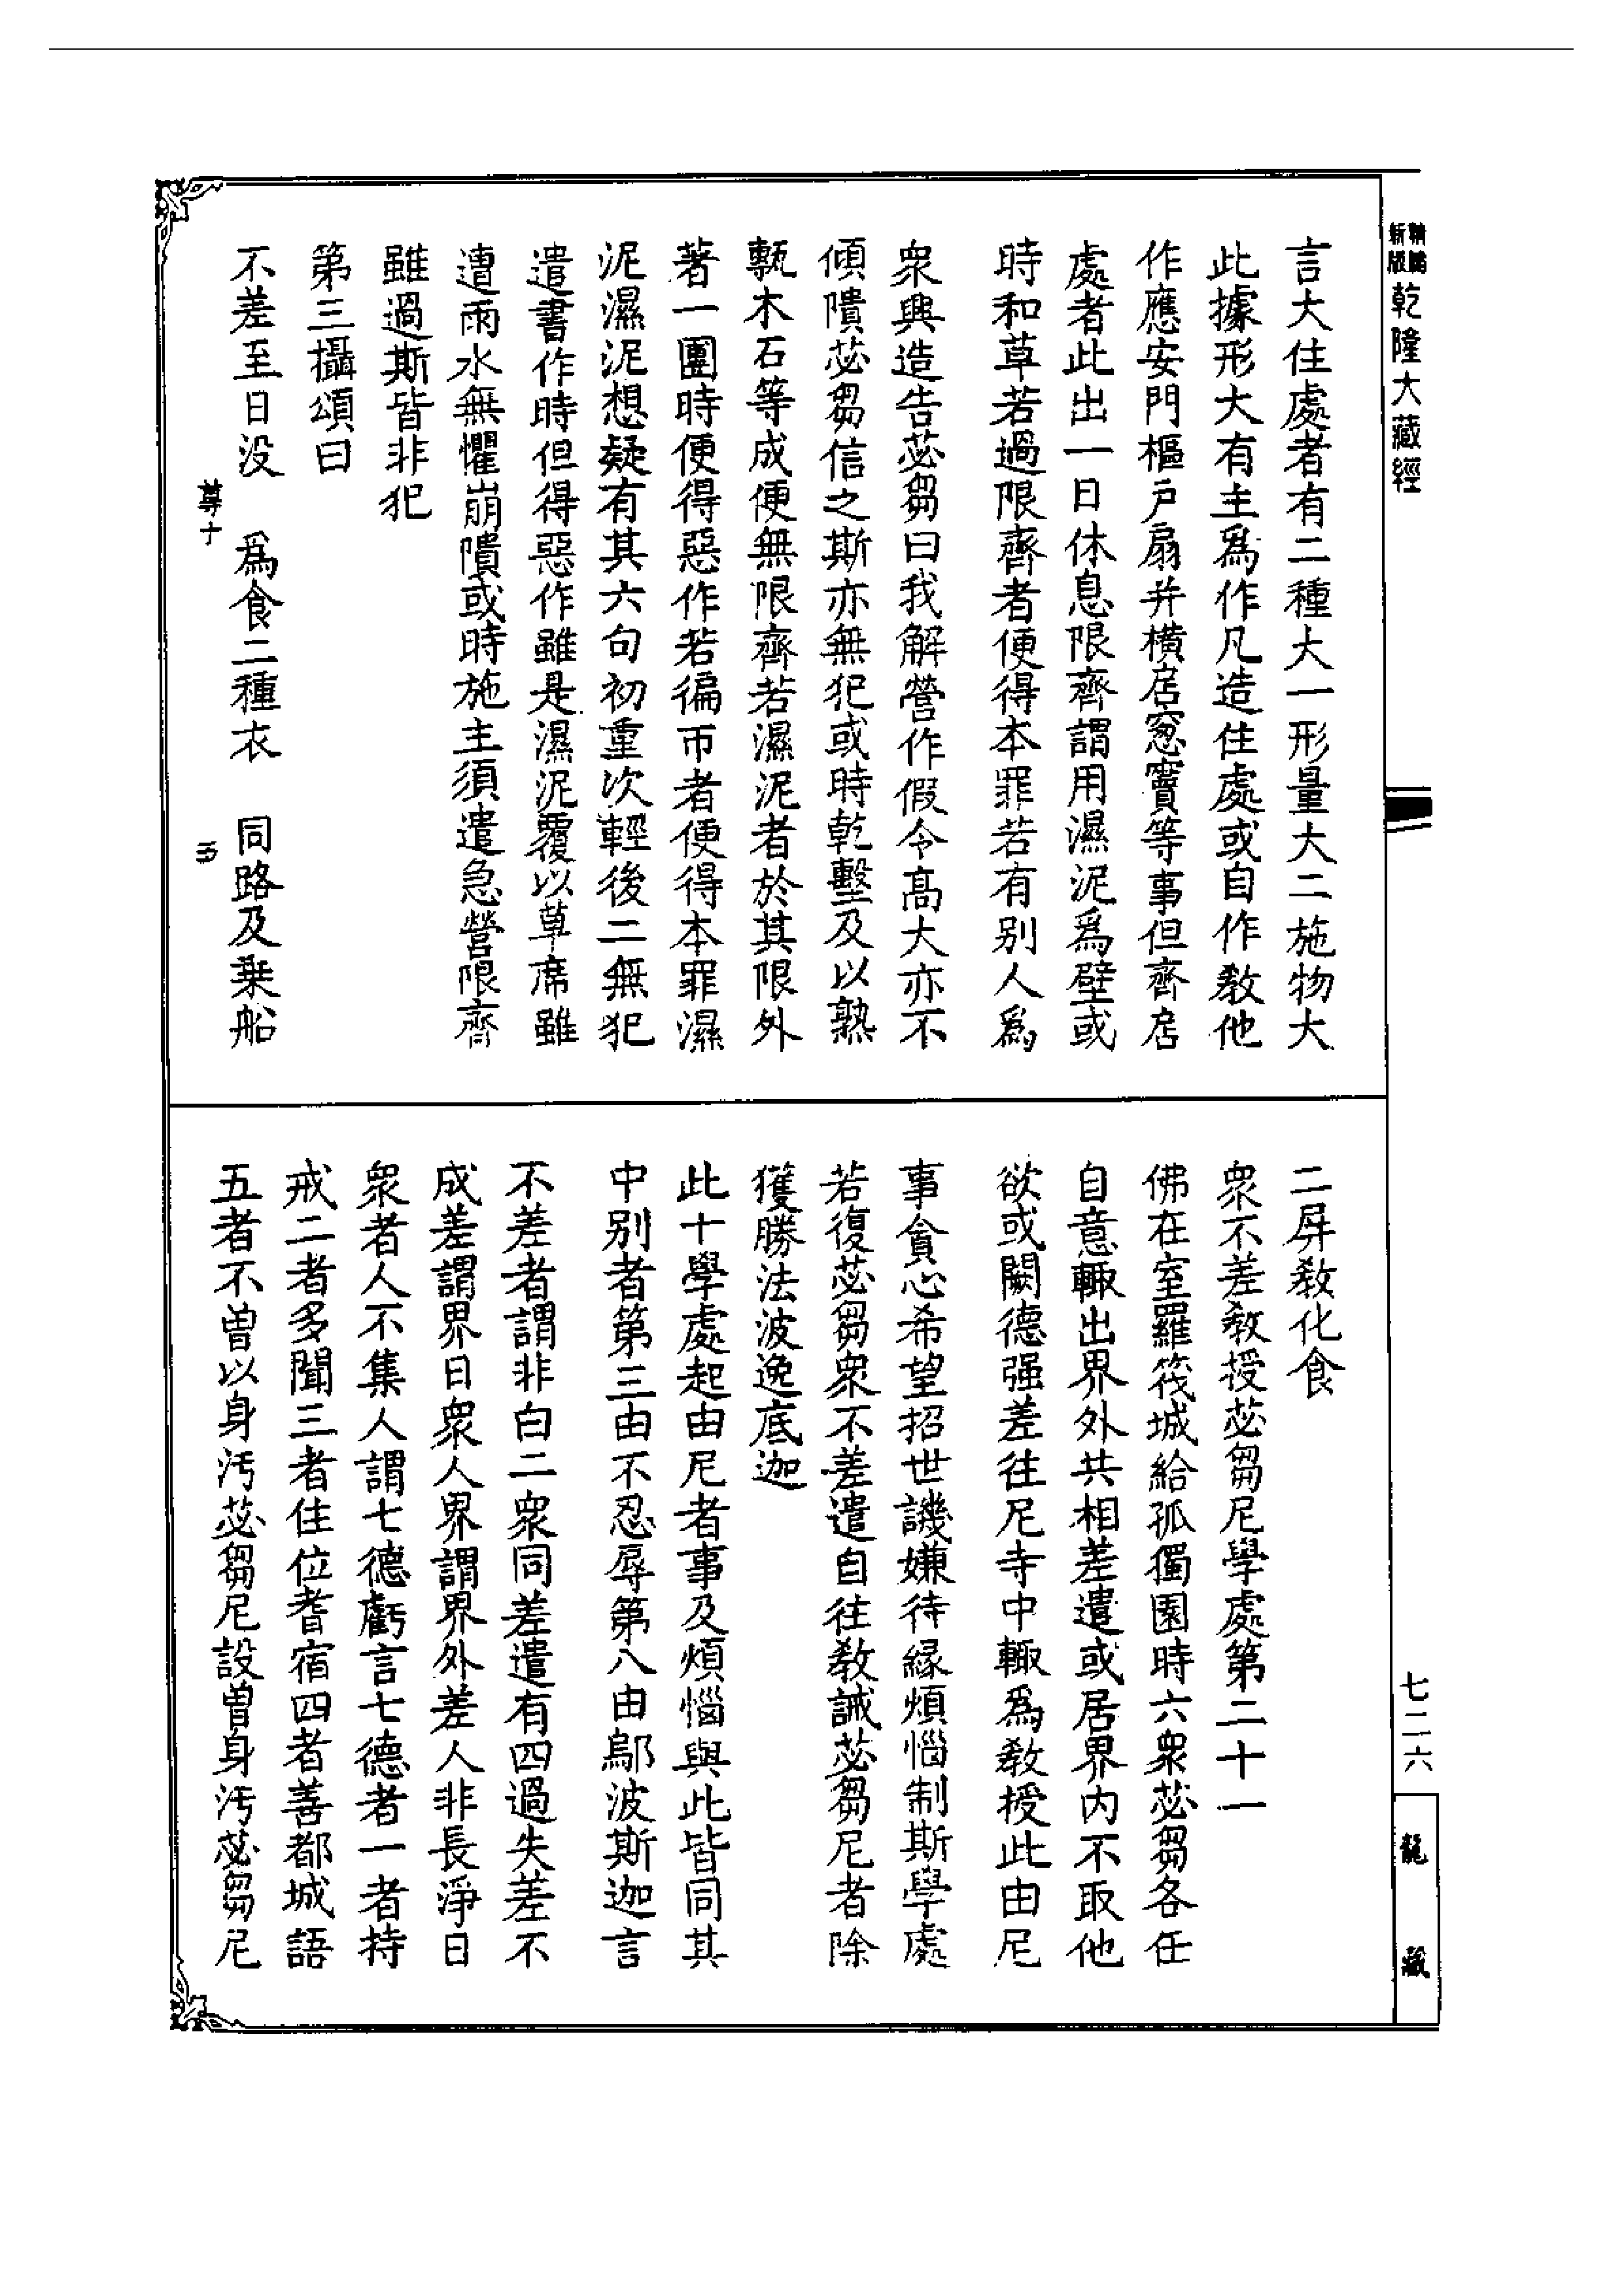 乾隆大藏經
言大住處者有二種大一形量大二施物大
此據形大有主爲作凡造住處或自作教他
作應安門樞户扇并橫居窓竇等事但齊居
處者此出一日休息限齊謂用濕泥爲壁或
時和草若過限齊者便得本罪若有别人爲
衆興造告苾芻曰我解營作假令高大亦不
傾隤苾芻信之斯亦無犯或時乾墼及以熟
甎木石等成便無限齊若濕泥者於其限外
著一團時便得惡作若徧帀者便得本罪濕
泥濕泥想疑有其六句初重次輕後二無犯
遣書作時但得惡作雖是濕泥覆以草席雖
遭雨水無懼崩隤或時施主須遣急營限齊
雖過斯皆非犯
第三攝頌曰
不差至日没　爲食二種衣　同路及乗船
尊十
二屏教化食
衆不差教授苾芻尼學處第二十一
佛在室羅筏城給孤獨園時六衆苾芻各任
自意輙出界外共相差遣或居界内不取他
欲或闕德强差往尼寺中輙爲教授此由尼
事貪心希望招世譏嫌待緣煩惱制斯學處
若復苾芻衆不差遣自往教誡苾芻尼者除
獲勝法波逸底迦
此十學處起由尼者事及煩惱與此皆同其
中别者第三由不忍辱第八由鄔波斯迦言
不差者謂非白二衆同差遣有四過失差不
成差謂界日衆人界謂界外差人非長淨日
衆者人不集人謂七德虧言七德者一者持
戒二者多聞三者住位耆宿四者善都城語
五者不曾以身汚苾芻尼設曽身汚苾芻尼
七二六
龍藏